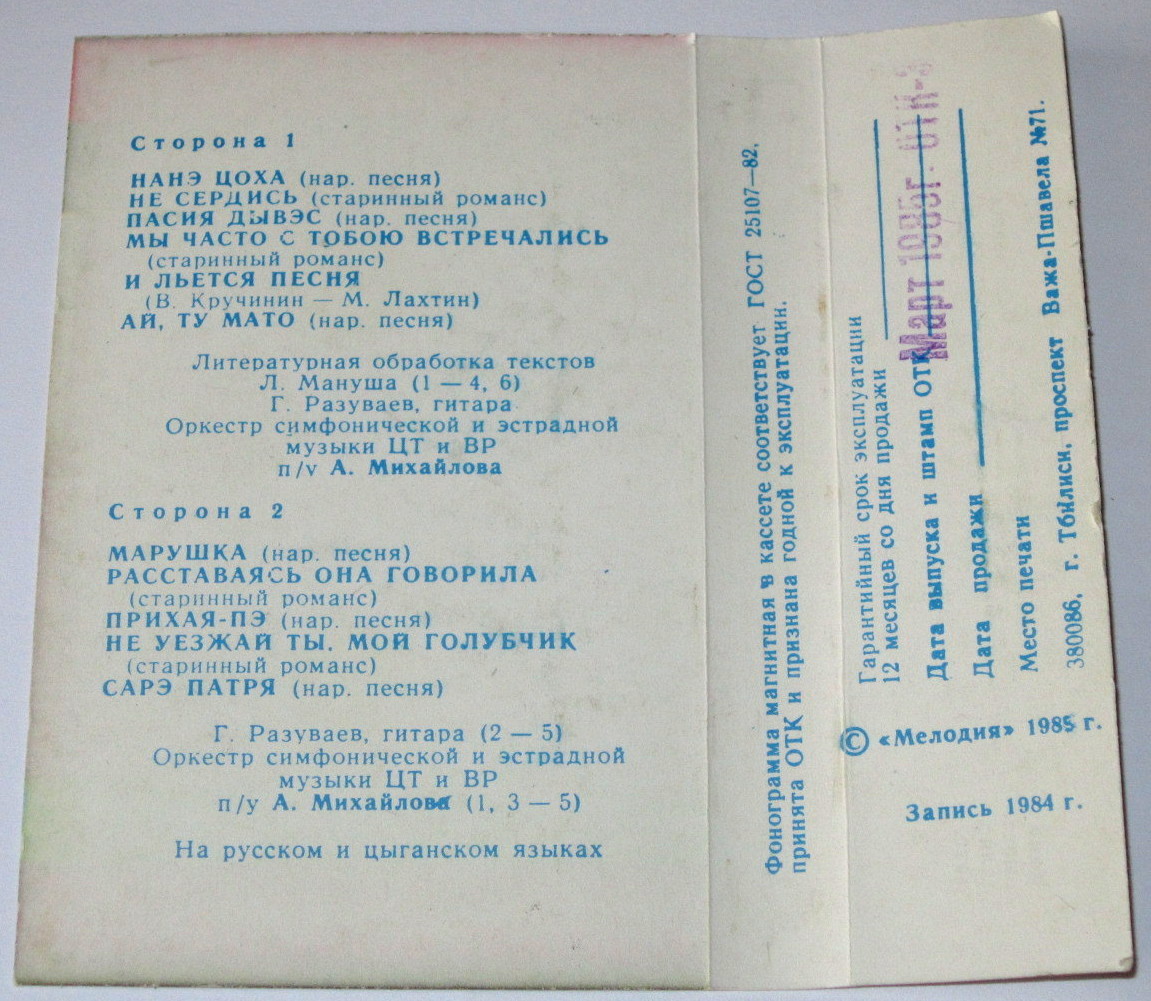 Сторона 1
НАНЭ ЦОХА (нар. песня)
НЕ СЕРДИСЬ (старинный романс)
ПАСИЯ ДЫВЭС (нар. песня)
МЫ ЧАСТО С ТОБОЮ ВСТРЕЧАЛИСЬ
(старинный романс)
И ЛЬЕТСЯ ПЕСНЯ
(В. Кручинин — М. Лахтин)
АЙ, ТУ МАТО (нар. песня)
Литературная обработка текстов
Л. Мануша (1 — 4, 6)
Г. Разуваев, гитара
Оркестр симфонической и эстрадной
музыки ЦТ и ВР
п/у А. Михайлова
Сторона 2
МАРУШКА (нар. песня)
РАССТАВАЯСЬ ОНА ГОВОРИЛА
(старинный романс)
ПРИХАЯ-ПЭ (нар. песня)
НЕ УЕЗЖАЙ ТЫ, МОЙ ГОЛУБЧИК
(старинный романс)
САРЭ ПАТРЯ (нар. песня)
Г. Разуваев, гитара (2 — 5)
Оркестр симфонической и эстрадной
музыки ЦТ и ВР
п/у А. Михайлова (1, 3 — 5)
На русском и цыганском языках
Фонограмма магнитная в кассете соответствует ГОСТ 25107—82,
принята ОТК и признана годной к эксплуатации.
Гарантийный срок эксплуатации
12 месяцев со дня продажи
Дата выпуска и штамп ОТК
Март 1985г. ОТК-3
Дата продажи
Место печати
380086, г. Тбилиси, проспект Важа-Пшавела №71.
© «Мелодия» 1985 г.
Запись 1984 г.